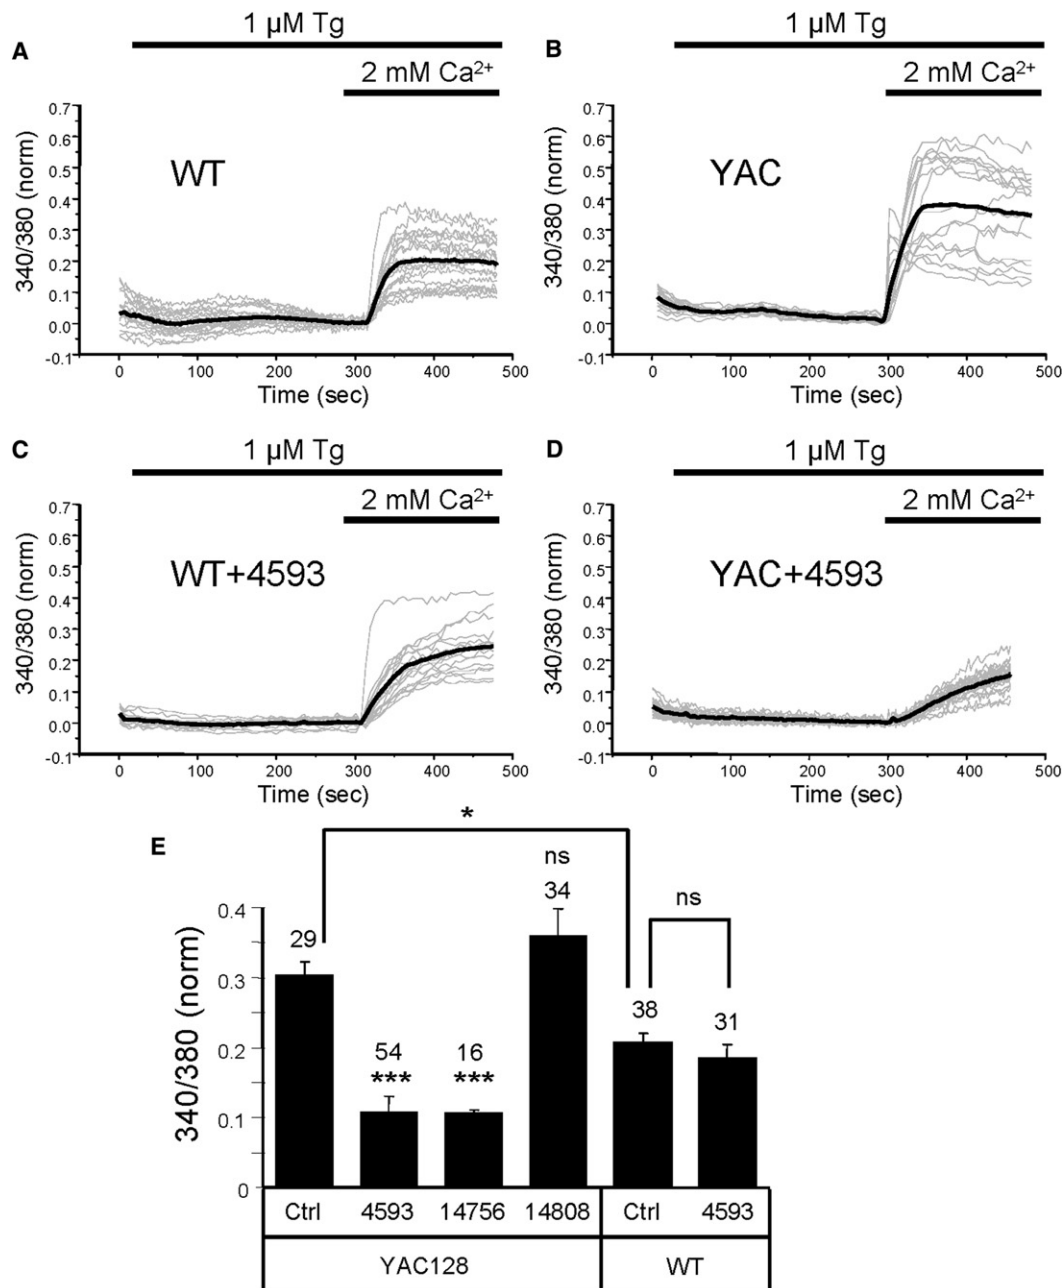 A
1 µM Tg
2 mM Ca²⁺
340/380 (norm)
0.7
0.6
0.5
0.4
0.3
0.2
0.1
0.0
-0.1
WT
0 100 200 300 400 500
Time (sec)
B
1 µM Tg
2 mM Ca²⁺
340/380 (norm)
0.7
0.6
0.5
0.4
0.3
0.2
0.1
0.0
-0.1
YAC
0 100 200 300 400 500
Time (sec)
C
1 µM Tg
2 mM Ca²⁺
340/380 (norm)
0.7
0.6
0.5
0.4
0.3
0.2
0.1
0.0
-0.1
WT+4593
0 100 200 300 400 500
Time (sec)
D
1 µM Tg
2 mM Ca²⁺
340/380 (norm)
0.7
0.6
0.5
0.4
0.3
0.2
0.1
0.0
-0.1
YAC+4593
0 100 200 300 400 500
Time (sec)
E
*
ns
ns
340/380 (norm)
0.4
0.3
0.2
0.1
0
29 54 16 34 38 31
*** ***
Ctrl 4593 14756 14808 Ctrl 4593
YAC128 WT